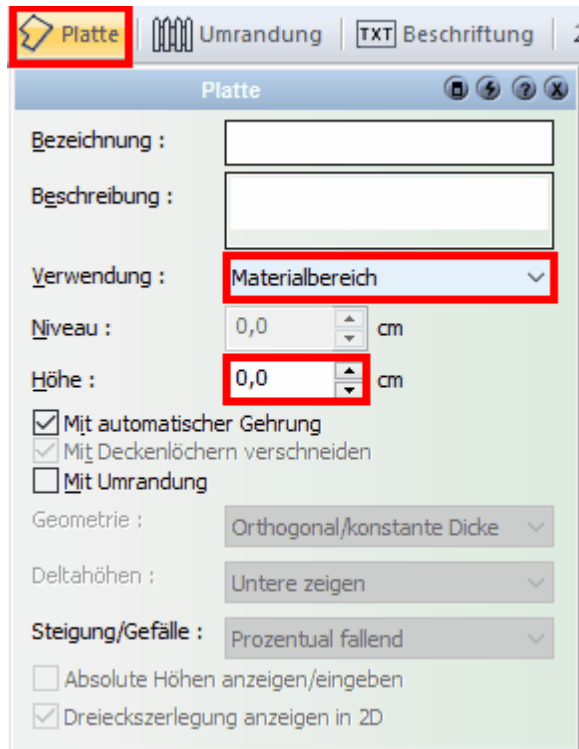 Platte Umrandung TXT Beschriftung
Platte
Bezeichnung :
Beschreibung :
Verwendung : Materialbereich
Niveau : 0,0 cm
Höhe : 0,0 cm
Mit automatischer Gehrung
Mit Deckenlöchern verschneiden
Mit Umrandung
Geometrie : Orthogonal/konstante Dicke
Deltahöhen : Untere zeigen
Steigung/Gefälle : Prozentual fallend
Absolute Höhen anzeigen/eingeben
Dreieckszerlegung anzeigen in 2D